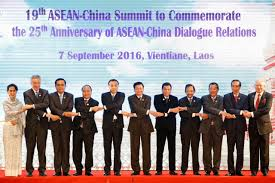 19th ASEAN-China Summit to Commemorate
the 25th Anniversary of ASEAN-China Dialogue Relations
7 September 2016, Vientiane, Laos